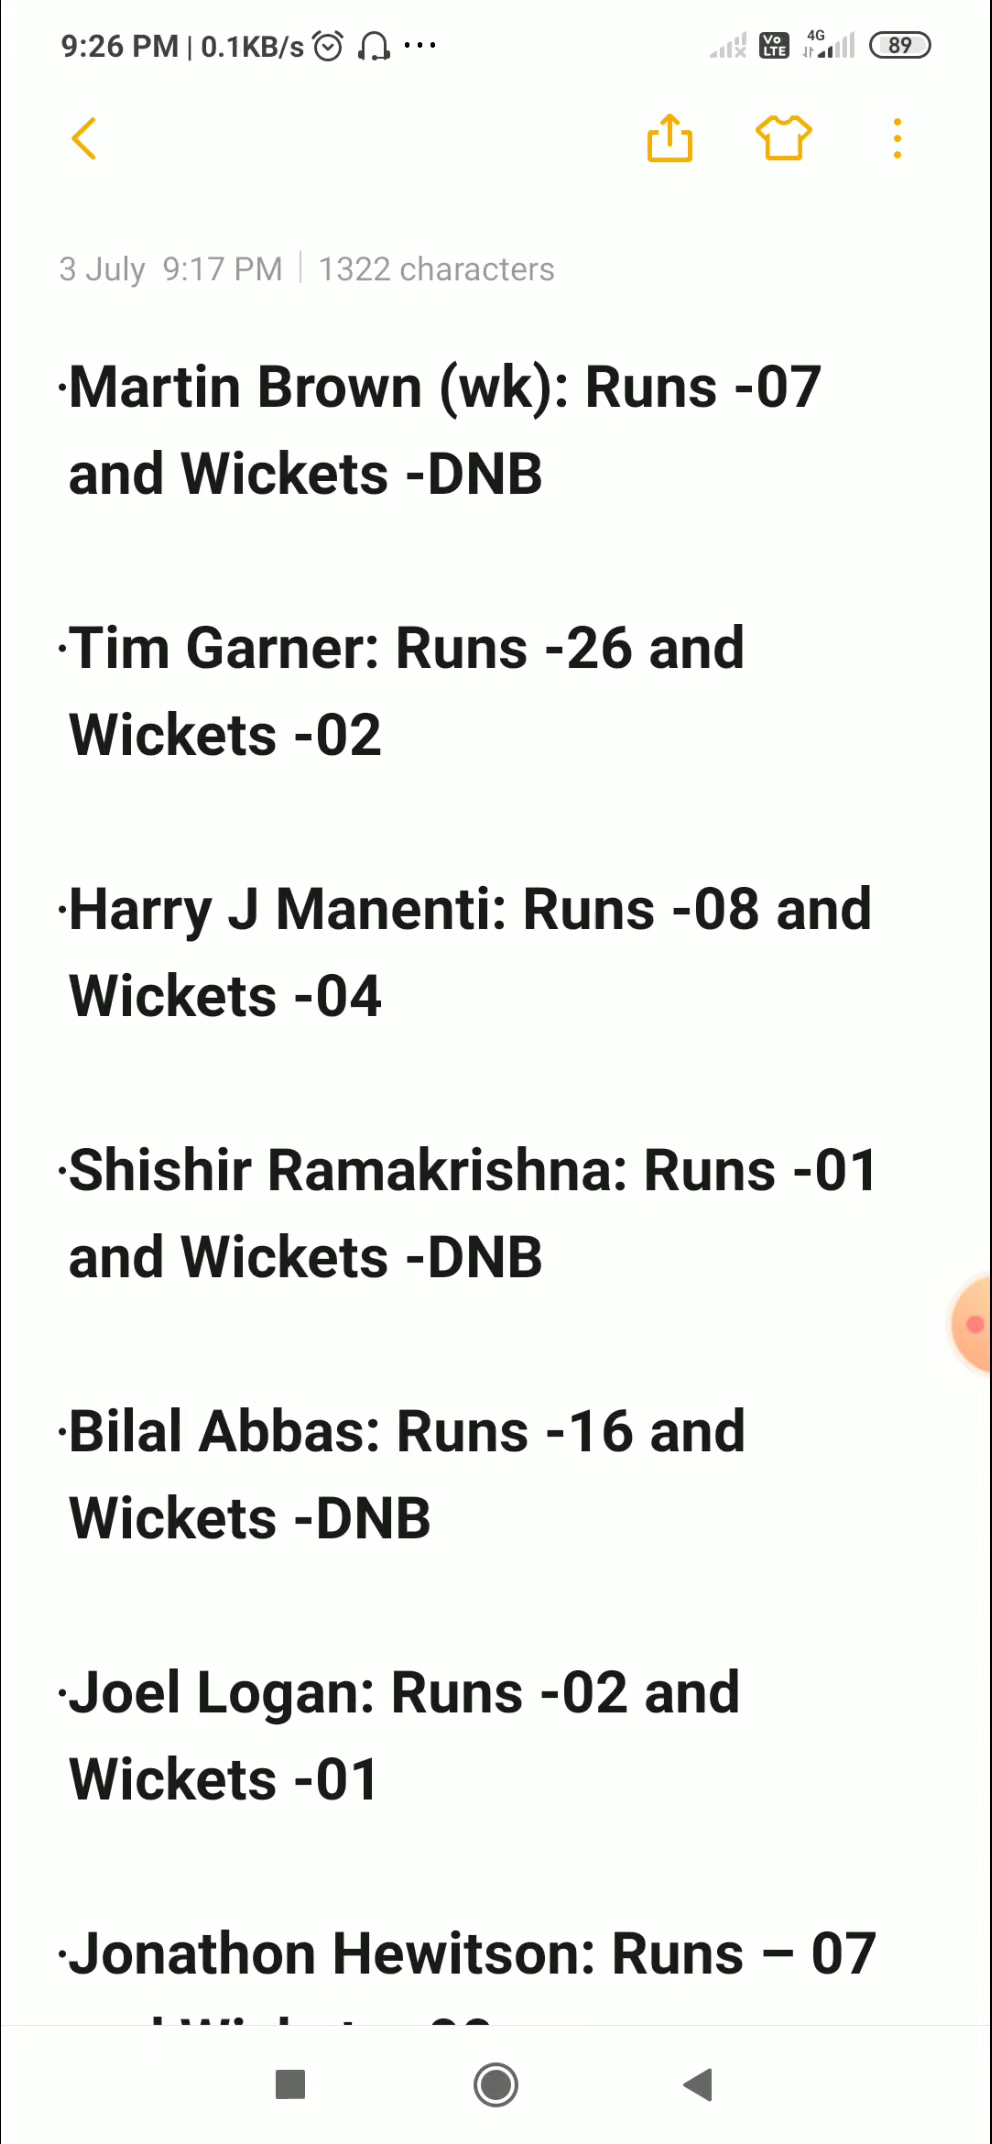 9:26 PM | 0.1KB/s ... Vo LTE 4G 89
3 July 9:17 PM | 1322 characters
·Martin Brown (wk): Runs -07
and Wickets -DNB
·Tim Garner: Runs -26 and
Wickets -02
·Harry J Manenti: Runs -08 and
Wickets -04
·Shishir Ramakrishna: Runs -01
and Wickets -DNB
·Bilal Abbas: Runs -16 and
Wickets -DNB
·Joel Logan: Runs -02 and
Wickets -01
·Jonathon Hewitson: Runs – 07